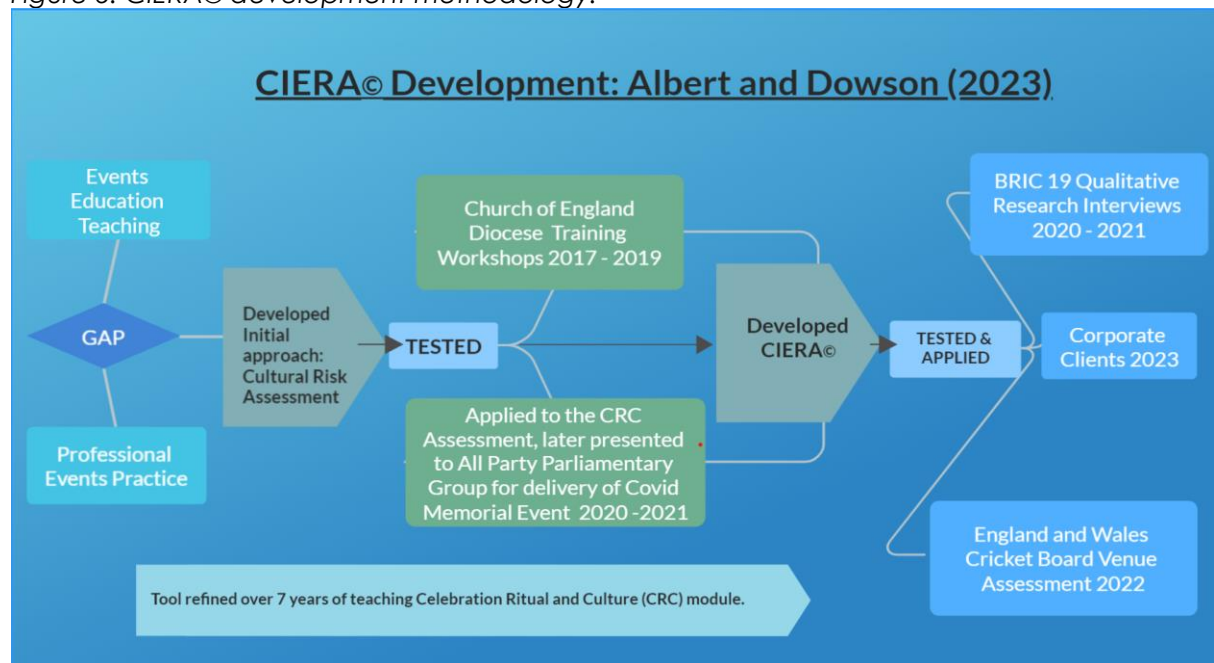 Figure 6: CIERA© development methodology.
CIERA© Development: Albert and Dowson (2023)
Events
Education
Teaching
GAP
Professional
Events Practice
Developed
Initial
approach:
Cultural Risk
Assessment
TESTED
Church of England
Diocese Training
Workshops 2017 - 2019
Applied to the CRC
Assessment, later presented
to All Party Parliamentary
Group for delivery of Covid
Memorial Event 2020 -2021
Developed
CIERA©
TESTED &
APPLIED
BRIC 19 Qualitative
Research Interviews
2020 - 2021
Corporate
Clients 2023
England and Wales
Cricket Board Venue
Assessment 2022
Tool refined over 7 years of teaching Celebration Ritual and Culture (CRC) module.